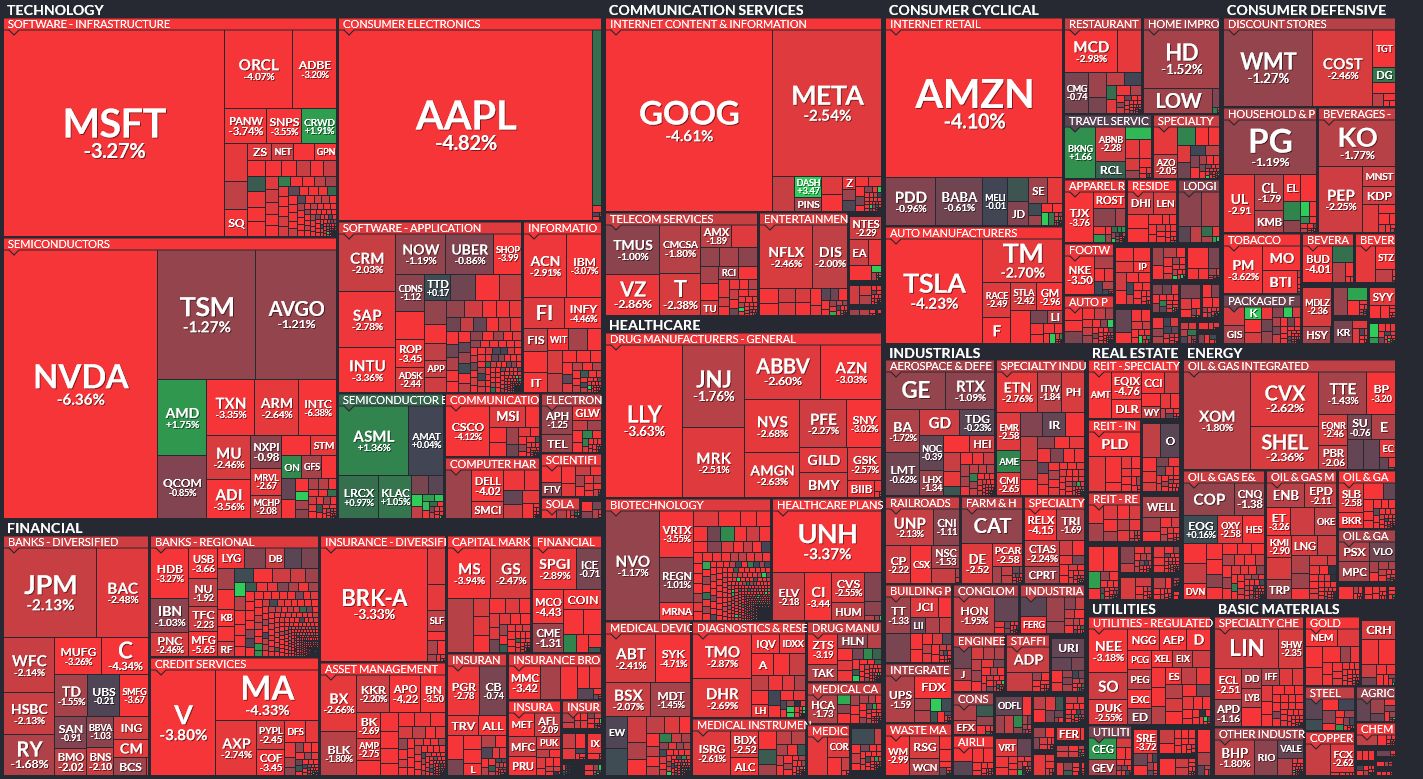 TECHNOLOGY
SOFTWARE - INFRASTRUCTURE
MSFT
-3.27%
ORCL
-4.07%
ADBE
-3.20%
PANW
-3.74%
SNPS
-3.55%
CRWD
+1.91%
ZS
NET
GPN
SQ
CONSUMER ELECTRONICS
AAPL
-4.82%
SEMICONDUCTORS
NVDA
-6.36%
TSM
-1.27%
AVGO
-1.21%
AMD
+1.75%
TXN
-3.35%
ARM
-2.64%
INTC
-6.38%
QCOM
-0.85%
MU
-2.46%
NXPI
-0.98
STM
ADI
-3.56%
MRVL
-2.67
ON
GFS
MCHP
-2.08
SOFTWARE - APPLICATION
CRM
-2.03%
NOW
-1.19%
UBER
-0.86%
SHOP
-3.99
SAP
-2.78%
CDNS
-1.12
TTD
+0.17
INTU
-3.36%
ROP
-3.45
ADSK
-2.44
APP
INFORMATIO
ACN
-2.91%
IBM
-3.07%
FI
INFY
-4.46%
FIS
WIT
IT
SEMICONDUCTOR E
ASML
+1.36%
AMAT
+0.04%
LRCX
+0.97%
KLAC
+1.05%
COMMUNICATIO
CSCO
-4.12%
MSI
COMPUTER HAR
DELL
-4.02
SMCI
ELECTRON
APH
-1.25
GLW
TEL
SCIENTIFI
FTV
SOLA
COMMUNICATION SERVICES
INTERNET CONTENT & INFORMATION
GOOG
-4.61%
META
-2.54%
DASH
+3.47
Z
PINS
TELECOM SERVICES
TMUS
-1.00%
CMCSA
-1.80%
AMX
-1.89
VZ
-2.86%
T
-2.38%
RCI
TU
ENTERTAINMEN
NFLX
-2.46%
DIS
-2.00%
NTES
-2.29
EA
CONSUMER CYCLICAL
INTERNET RETAIL
AMZN
-4.10%
PDD
-0.96%
BABA
-0.61%
MELI
-0.01
SE
JD
AUTO MANUFACTURERS
TSLA
-4.23%
TM
-2.70%
RACE
-2.49
STLA
-2.42
GM
-2.96
F
LI
RESTAURANT
MCD
-2.98%
CMG
-0.74
HOME IMPRO
HD
-1.52%
LOW
TRAVEL SERVIC
BKNG
+1.66
ABNB
-2.28
RCL
SPECIALTY
AZO
-2.05
APPAREL R
TJX
-3.76
ROST
RESIDE
DHI
LEN
LODGI
FOOTW
NKE
-3.50
IP
AUTO P
CONSUMER DEFENSIVE
DISCOUNT STORES
WMT
-1.27%
COST
-2.46%
TGT
DG
HOUSEHOLD & P
PG
-1.19%
UL
-2.91
CL
-1.79
EL
KMB
BEVERAGES -
KO
-1.77%
PEP
-2.25%
MNST
KDP
TOBACCO
PM
-3.62%
MO
BTI
BEVERA
BUD
-4.01
BEVER
STZ
PACKAGED F
K
GIS
MDLZ
-2.36
HSY
SYY
KR
HEALTHCARE
DRUG MANUFACTURERS - GENERAL
LLY
-3.63%
JNJ
-1.76%
ABBV
-2.60%
AZN
-3.03%
MRK
-2.51%
NVS
-2.68%
PFE
-2.27%
SNY
-3.02%
AMGN
-2.63%
GILD
GSK
-2.57%
BMY
BIIB
BIOTECHNOLOGY
NVO
-1.17%
VRTX
-3.55%
REGN
-1.01%
MRNA
HEALTHCARE PLANS
UNH
-3.37%
ELV
-2.18
CI
-3.44
CVS
-2.55%
HUM
MEDICAL DEVIC
ABT
-2.41%
SYK
-4.71%
BSX
-2.07%
MDT
-1.45%
EW
DIAGNOSTICS & RESE
TMO
-2.87%
IQV
IDXX
A
DHR
-2.69%
LH
DRUG MANU
ZTS
-3.19
HLN
TAK
MEDICAL CA
HCA
-1.73
MEDICAL INSTRUMEN
ISRG
-2.61%
BDX
-2.52
ALC
MEDIC
COR
FINANCIAL
BANKS - DIVERSIFIED
JPM
-2.13%
BAC
-2.48%
WFC
-2.14%
MUFG
-3.26%
C
-4.34%
HSBC
-2.13%
TD
-1.55%
UBS
-0.21
SMFG
-3.67
RY
-1.68%
SAN
-0.91
BBVA
-1.03
ING
BMO
-2.02
BNS
-2.10
CM
BCS
BANKS - REGIONAL
HDB
-3.27%
USB
-3.66
LYG
DB
IBN
-1.03%
NU
-1.92
TFC
-2.23
KB
PNC
-2.46%
MFG
-5.65
RF
CREDIT SERVICES
V
-3.80%
MA
-4.33%
AXP
-2.74%
PYPL
-2.45
DFS
COF
-3.45
INSURANCE - DIVERSIFI
BRK-A
-3.33%
SLF
ASSET MANAGEMENT
BX
-2.66%
KKR
-2.20%
APO
-4.22
BN
-3.50
BLK
-1.80%
BK
-2.69
AMP
-2.75
CAPITAL MARK
MS
-3.94%
GS
-2.47%
FINANCIAL
SPGI
-2.89%
ICE
-0.71
MCO
-4.43
COIN
CME
-1.31
INSURAN
PGR
-2.78
CB
-0.74
TRV
ALL
L
INSURANCE BRO
MMC
-3.42
INSURA
MET
AFL
-2.09
MFC
PUK
PRU
INSUR
IX
INDUSTRIALS
AEROSPACE & DEFE
GE
RTX
-1.09%
BA
-1.72%
GD
TDG
-0.23%
LMT
-0.62%
NOC
-0.39
HEI
LHX
-1.34
SPECIALTY INDU
ETN
-2.76%
ITW
-1.84
PH
EMR
-2.58
IR
AME
CMI
-2.65
RAILROADS
UNP
-2.13%
CNI
-1.11
CP
-2.22
CSX
NSC
-1.53
FARM & H
CAT
DE
-2.52
PCAR
-2.58
SPECIALTY
RELX
-4.15
TRI
-1.69
CTAS
-2.24%
CPRT
BUILDING P
TT
-1.33
JCI
LII
CONGLOM
HON
-1.95%
INDUSTRIA
FERG
INTEGRATE
UPS
-1.59
FDX
ENGINEE
J
STAFFI
ADP
URI
CONS
EFX
ODFL
WASTE MA
WM
-2.99
RSG
WCN
AIRLI
VRT
FER
REAL ESTATE
REIT - SPECIALTY
AMT
EQIX
-4.76
CCI
DLR
WY
REIT - IN
PLD
O
REIT - RE
WELL
ENERGY
OIL & GAS INTEGRATED
XOM
-1.80%
CVX
-2.62%
TTE
-1.43%
BP
-3.20
SHEL
-2.36%
EQNR
-2.46
SU
-0.76
E
PBR
-2.06
EC
OIL & GAS E&
COP
CNQ
-1.38
EOG
+0.16%
OXY
-2.58
HES
DVN
OIL & GAS M
ENB
EPD
-2.11
ET
-3.26
OKE
KMI
-2.90
LNG
TRP
OIL & GA
SLB
-2.58
BKR
OIL & GA
PSX
VLO
MPC
UTILITIES
UTILITIES - REGULATED
NEE
-3.18%
NGG
AEP
D
PCG
XEL
EIX
SO
PEG
ES
EXC
DUK
-2.55%
ED
UTILITI
CEG
GEV
SRE
-3.72
BASIC MATERIALS
SPECIALTY CHE
LIN
SHW
-2.35
ECL
-2.51
DD
IFF
APD
-1.16
LYB
GOLD
NEM
CRH
STEEL
AGRIC
OTHER INDUSTR
BHP
-1.80%
RIO
VALE
COPPER
FCX
-2.62
CHEM